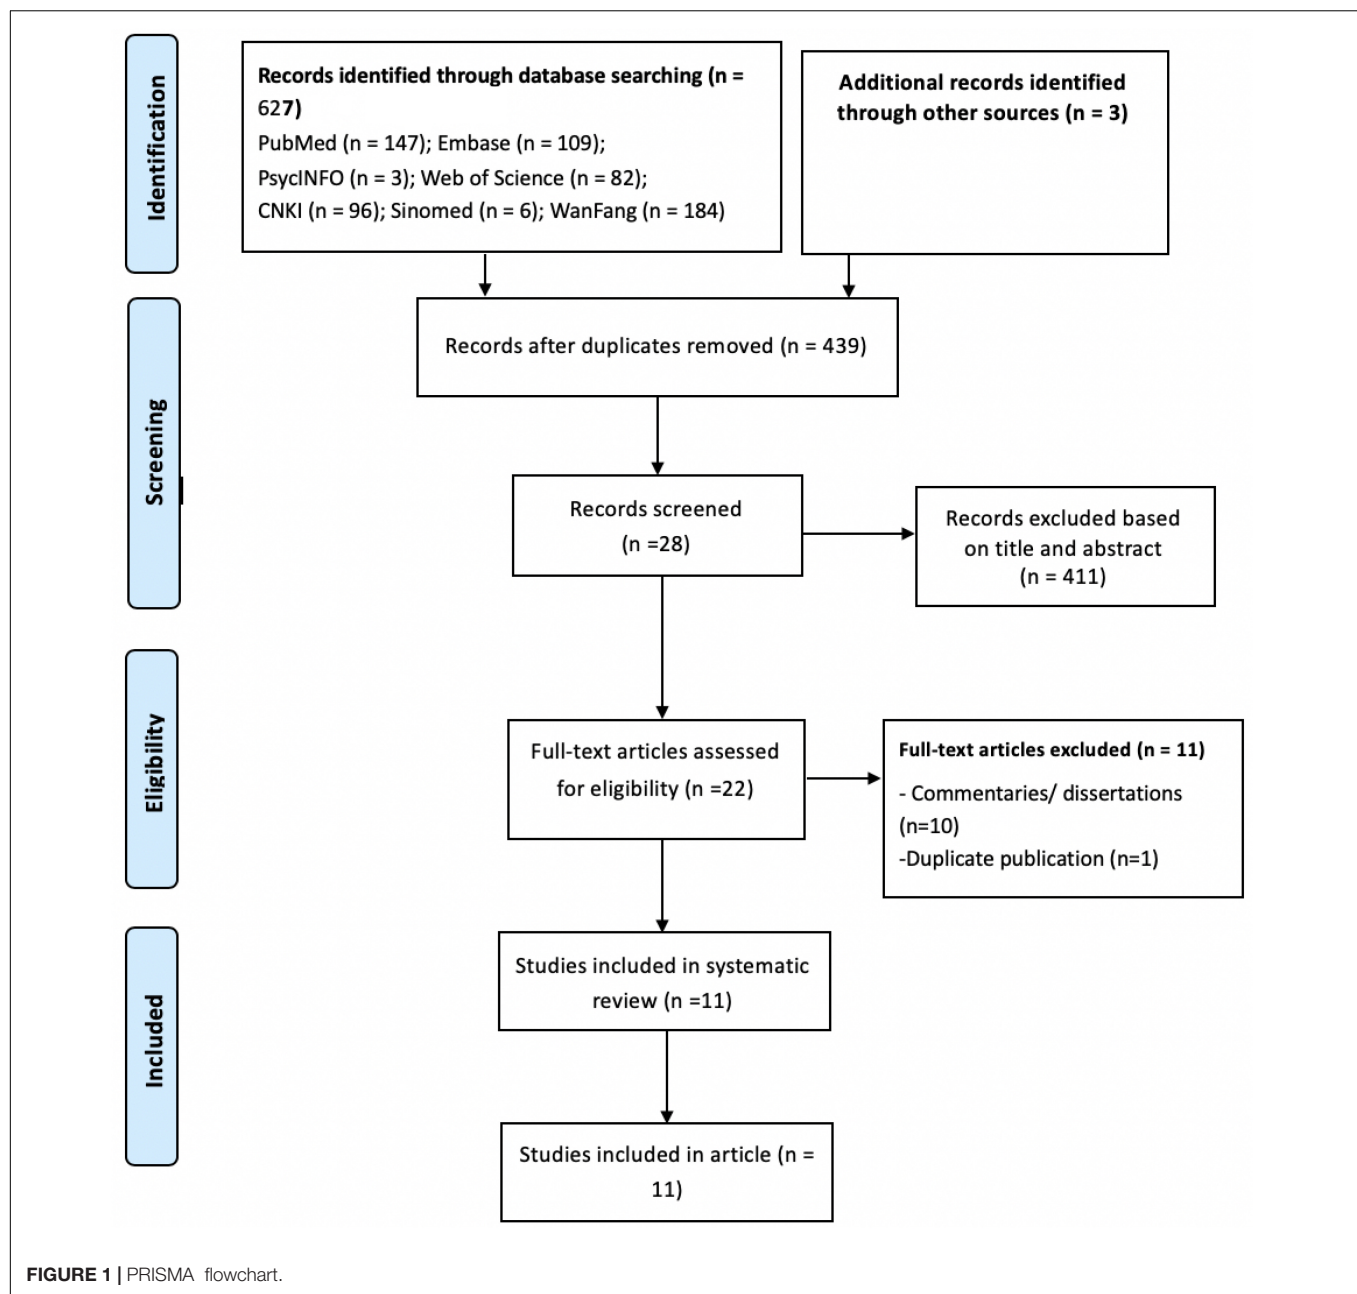 Identification
Records identified through database searching (n =
627)
PubMed (n = 147); Embase (n = 109);
PsycINFO (n = 3); Web of Science (n = 82);
CNKI (n = 96); Sinomed (n = 6); WanFang (n = 184)
Additional records identified
through other sources (n = 3)
Screening
Records after duplicates removed (n = 439)
Records screened
(n =28)
Records excluded based
on title and abstract
(n = 411)
Eligibility
Full-text articles assessed
for eligibility (n =22)
Full-text articles excluded (n = 11)
- Commentaries/ dissertations
(n=10)
-Duplicate publication (n=1)
Included
Studies included in systematic
review (n =11)
Studies included in article (n =
11)
FIGURE 1 | PRISMA flowchart.